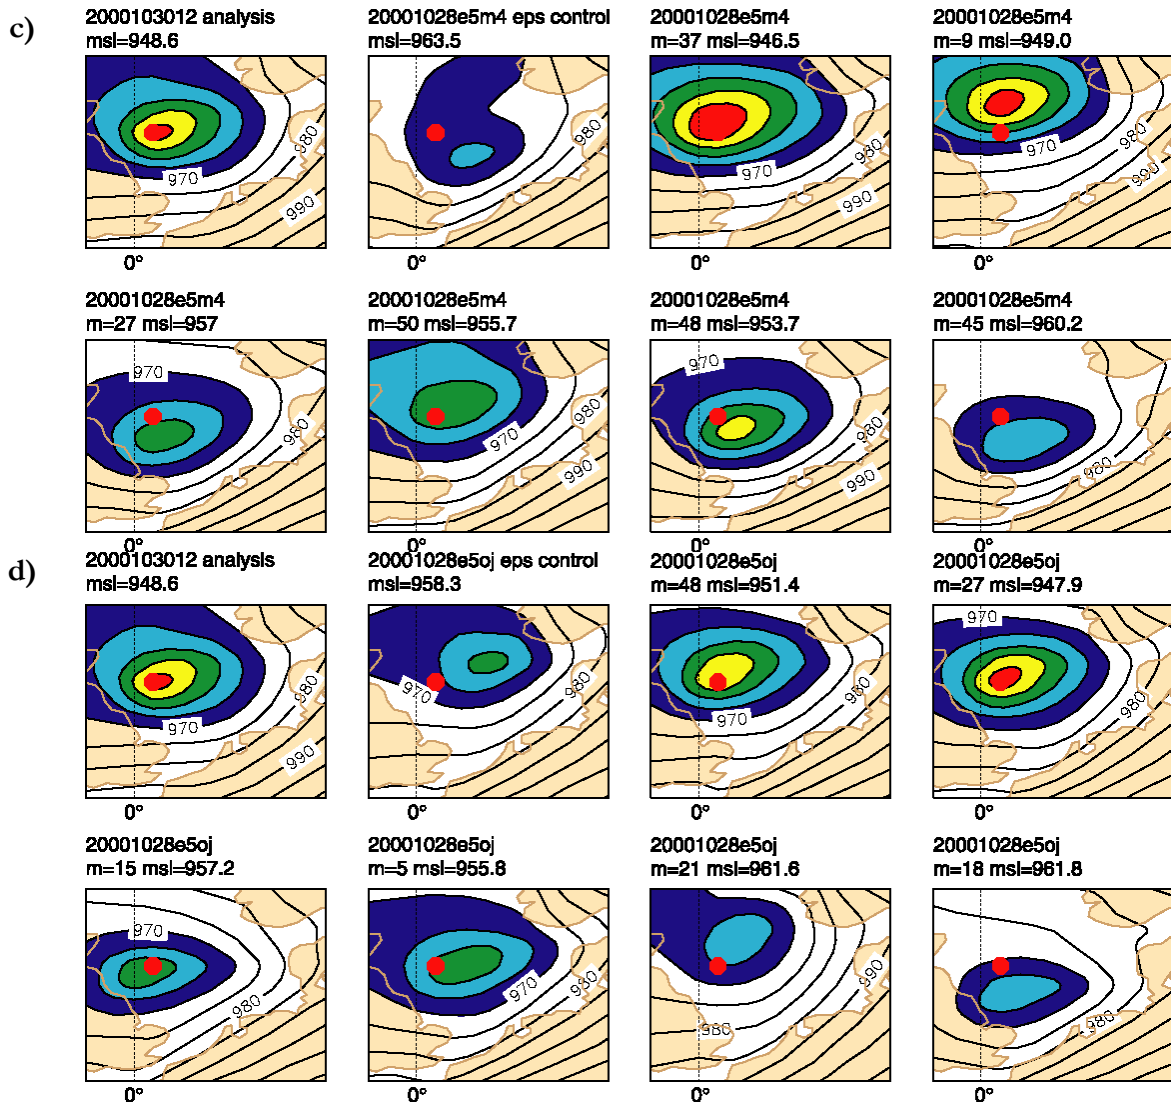 c)
2000103012 analysis
msl=948.6
20001028e5m4 eps control
msl=963.5
20001028e5m4
m=37 msl=946.5
20001028e5m4
m=9 msl=949.0
970
980
0°
980
990
0°
970
980
990
0°
970
980
990
0°
20001028e5m4
m=27 msl=957
20001028e5m4
m=50 msl=955.7
20001028e5m4
m=48 msl=953.7
20001028e5m4
m=45 msl=960.2
970
980
0°
970
980
990
0°
970
980
990
0°
980
0°
d)
2000103012 analysis
msl=948.6
20001028e5oj eps control
msl=958.3
20001028e5oj
m=48 msl=951.4
20001028e5oj
m=27 msl=947.9
970
980
990
0°
970
980
0°
970
980
0°
970
980
0°
20001028e5oj
m=15 msl=957.2
20001028e5oj
m=5 msl=955.8
20001028e5oj
m=21 msl=961.6
20001028e5oj
m=18 msl=961.8
970
980
0°
970
980
0°
980
990
0°
980
0°